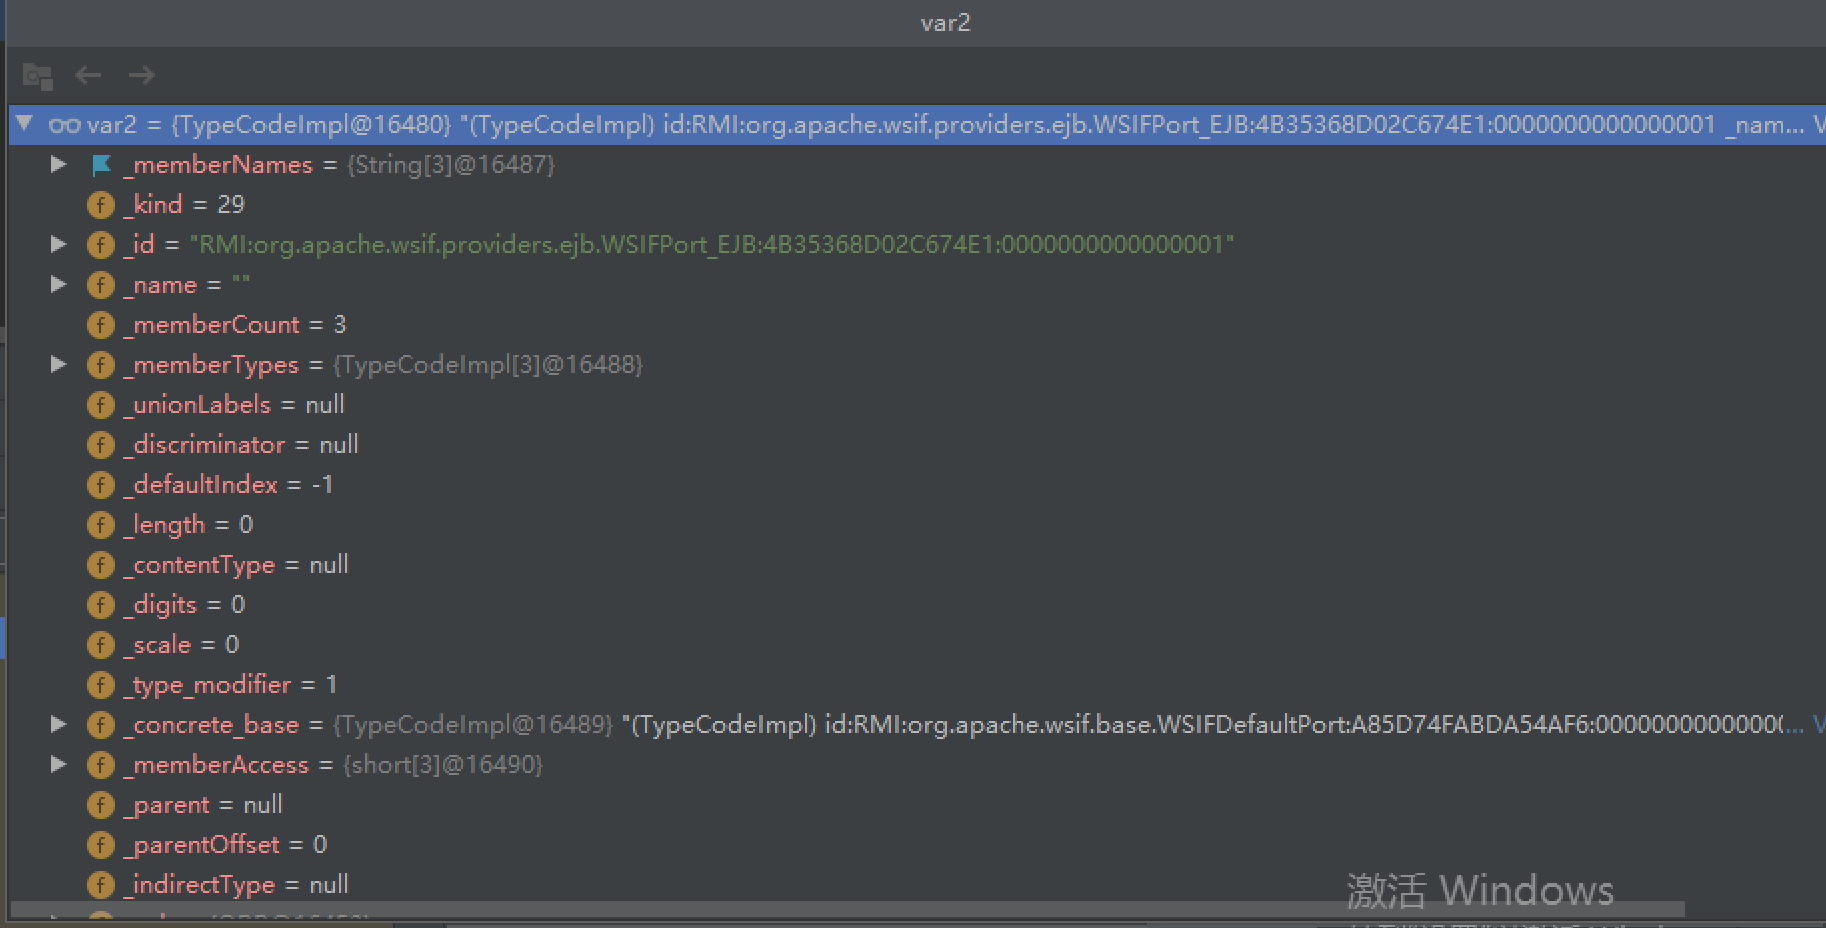 var2
var2 = {TypeCodeImpl@16480} "(TypeCodeImpl) id:RMI:org.apache.wsif.providers.ejb.WSIFPort_EJB:4B35368D02C674E1:0000000000000001 _nam... V
_memberNames = {String[3]@16487}
f _kind = 29
f _id = "RMI:org.apache.wsif.providers.ejb.WSIFPort_EJB:4B35368D02C674E1:0000000000000001"
f _name = ""
f _memberCount = 3
f _memberTypes = {TypeCodeImpl[3]@16488}
f _unionLabels = null
f _discriminator = null
f _defaultIndex = -1
f _length = 0
f _contentType = null
f _digits = 0
f _scale = 0
f _type_modifier = 1
f _concrete_base = {TypeCodeImpl@16489} "(TypeCodeImpl) id:RMI:org.apache.wsif.base.WSIFDefaultPort:A85D74FABDA54AF6:00000000000000... V
f _memberAccess = {short[3]@16490}
f _parent = null
f _parentOffset = 0
f _indirectType = null
激活 Windows